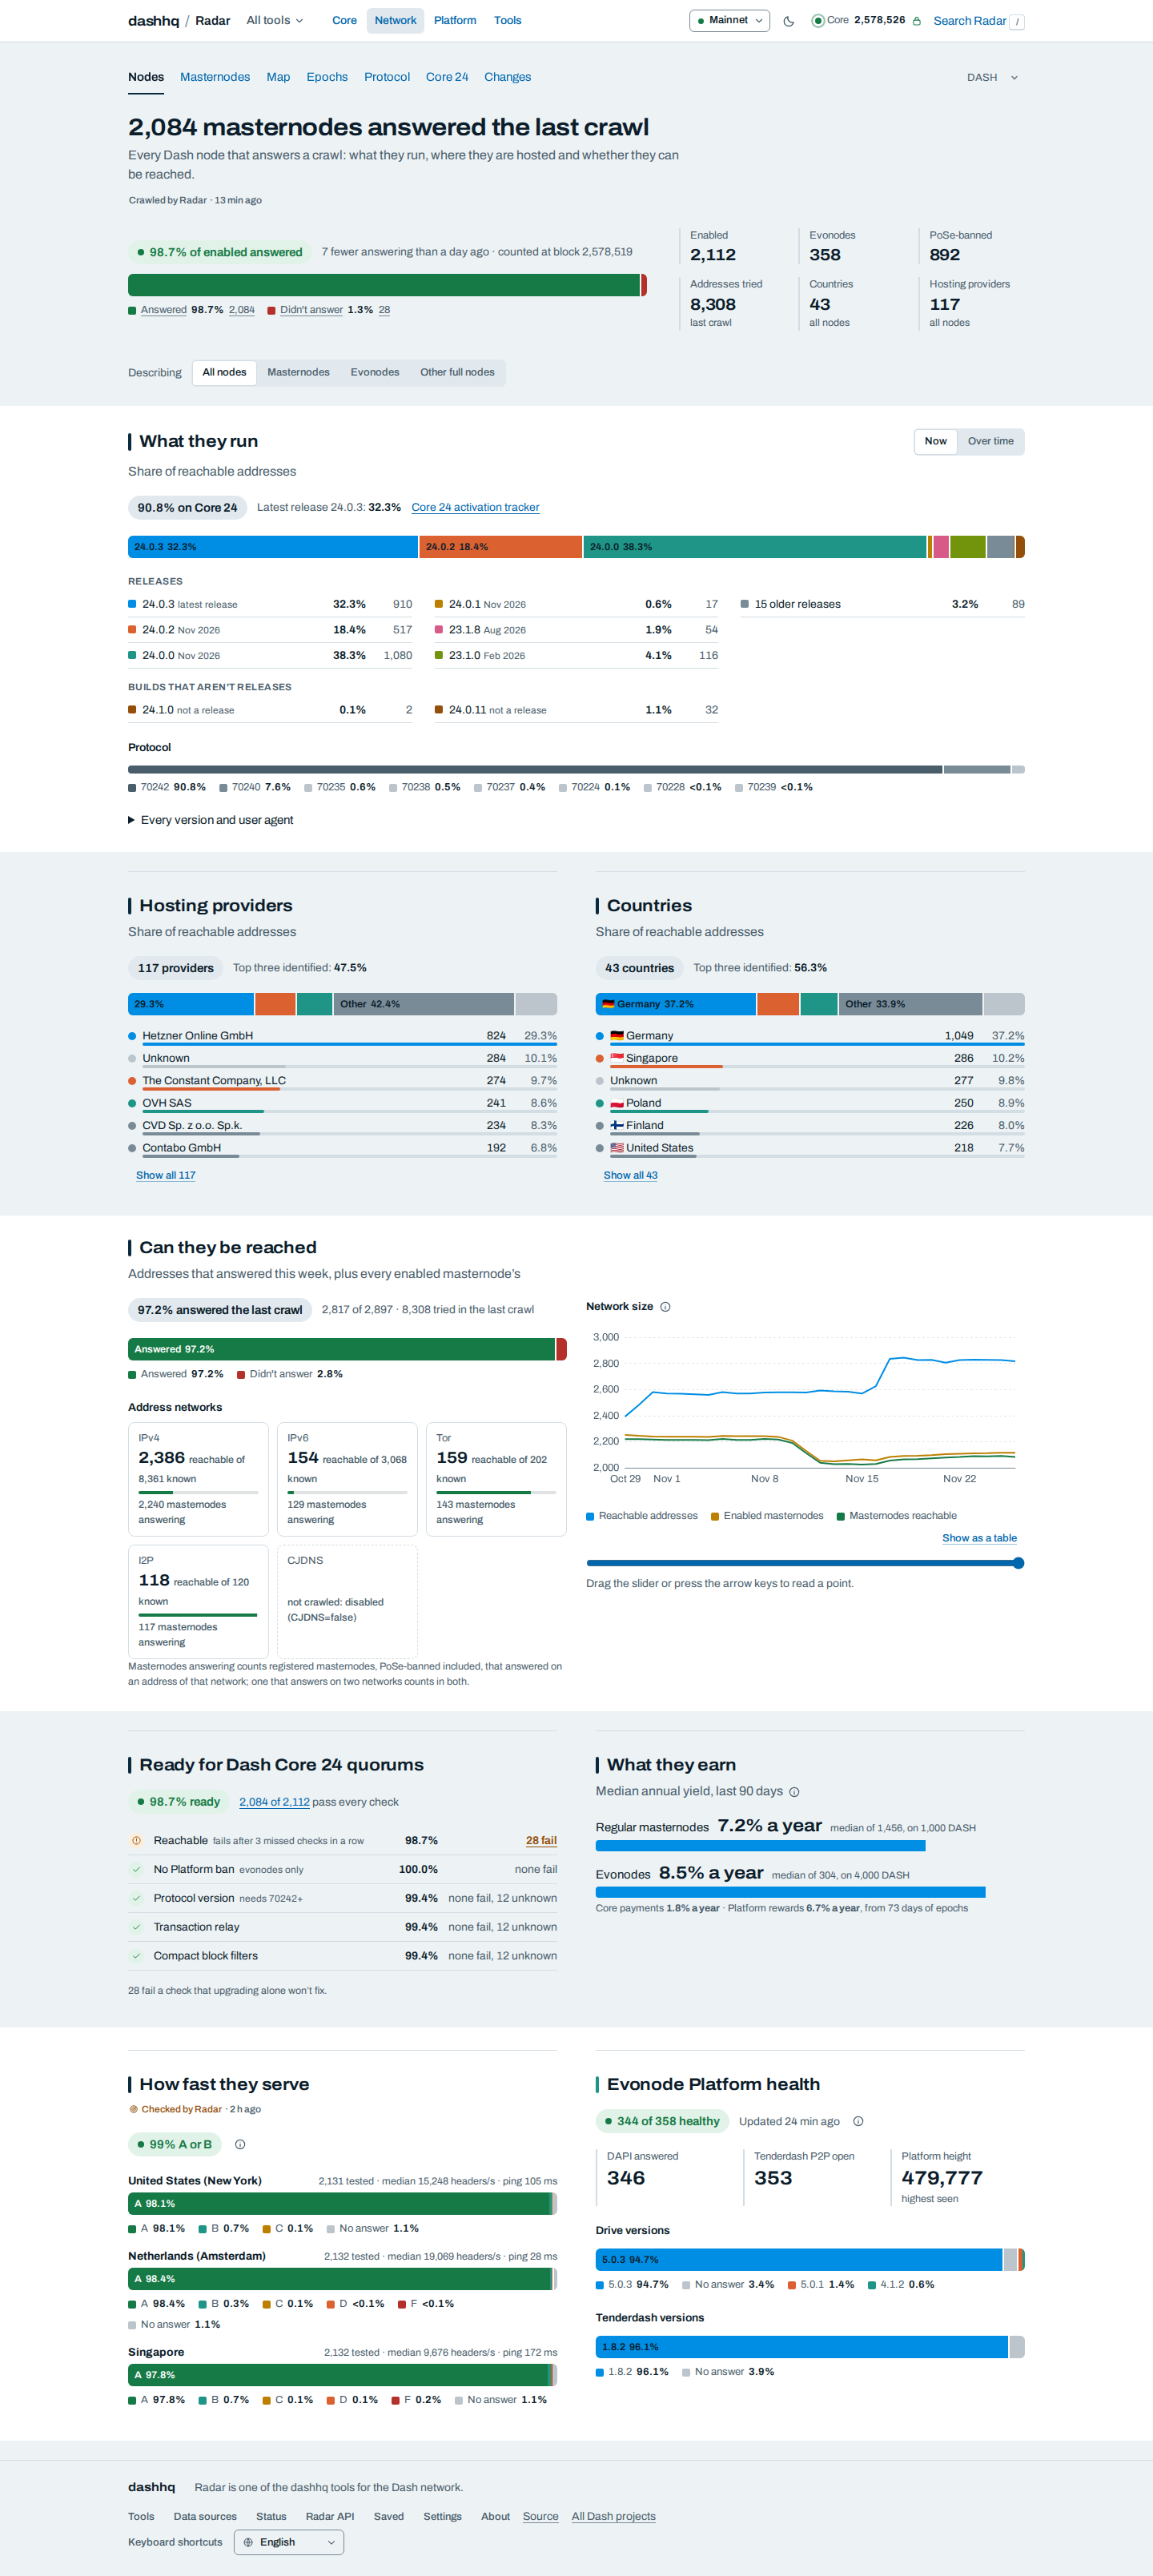 dashhq / Radar All tools Core Network Platform Tools Mainnet Core 2,578,526 Search Radar /
Nodes Masternodes Map Epochs Protocol Core 24 Changes DASH
2,084 masternodes answered the last crawl
Every Dash node that answers a crawl: what they run, where they are hosted and whether they can
be reached.
Crawled by Radar · 13 min ago
98.7% of enabled answered 7 fewer answering than a day ago · counted at block 2,578,519
Answered 98.7% 2,084 Didn't answer 1.3% 28
Enabled Evonodes PoSe-banned
2,112 358 892
Addresses tried Countries Hosting providers
8,308 43 117
last crawl all nodes all nodes
Describing All nodes Masternodes Evonodes Other full nodes
What they run Now Over time
Share of reachable addresses
90.8% on Core 24 Latest release 24.0.3: 32.3% Core 24 activation tracker
24.0.3 32.3% 24.0.2 18.4% 24.0.0 38.3%
RELEASES
24.0.3 latest release 32.3% 910 24.0.1 Nov 2026 0.6% 17 15 older releases 3.2% 89
24.0.2 Nov 2026 18.4% 517 23.1.8 Aug 2026 1.9% 54
24.0.0 Nov 2026 38.3% 1,080 23.1.0 Feb 2026 4.1% 116
BUILDS THAT AREN'T RELEASES
24.1.0 not a release 0.1% 2 24.0.11 not a release 1.1% 32
Protocol
70242 90.8% 70240 7.6% 70235 0.6% 70238 0.5% 70237 0.4% 70224 0.1% 70228 <0.1% 70239 <0.1%
Every version and user agent
Hosting providers
Share of reachable addresses
117 providers Top three identified: 47.5%
29.3% Other 42.4%
Hetzner Online GmbH 824 29.3%
Unknown 284 10.1%
The Constant Company, LLC 274 9.7%
OVH SAS 241 8.6%
CVD Sp. z o.o. Sp.k. 234 8.3%
Contabo GmbH 192 6.8%
Show all 117
Countries
Share of reachable addresses
43 countries Top three identified: 56.3%
Germany 37.2% Other 33.9%
Germany 1,049 37.2%
Singapore 286 10.2%
Unknown 277 9.8%
Poland 250 8.9%
Finland 226 8.0%
United States 218 7.7%
Show all 43
Can they be reached
Addresses that answered this week, plus every enabled masternode's
97.2% answered the last crawl 2,817 of 2,897 · 8,308 tried in the last crawl
Answered 97.2%
Answered 97.2% Didn't answer 2.8%
Address networks
IPv4
2,386 reachable of
8,361 known
2,240 masternodes
answering
IPv6
154 reachable of 3,068
known
129 masternodes
answering
Tor
159 reachable of 202
known
143 masternodes
answering
I2P
118 reachable of 120
known
117 masternodes
answering
CJDNS
not crawled: disabled
(CJDNS=false)
Masternodes answering counts registered masternodes, PoSe-banned included, that answered on
an address of that network; one that answers on two networks counts in both.
Network size
3,000
2,800
2,600
2,400
2,200
2,000
Oct 29 Nov 1 Nov 8 Nov 15 Nov 22
Reachable addresses Enabled masternodes Masternodes reachable
Show as a table
Drag the slider or press the arrow keys to read a point.
Ready for Dash Core 24 quorums
98.7% ready 2,084 of 2,112 pass every check
Reachable fails after 3 missed checks in a row 98.7% 28 fail
No Platform ban evonodes only 100.0% none fail
Protocol version needs 70242+ 99.4% none fail, 12 unknown
Transaction relay 99.4% none fail, 12 unknown
Compact block filters 99.4% none fail, 12 unknown
28 fail a check that upgrading alone won't fix.
What they earn
Median annual yield, last 90 days
Regular masternodes 7.2% a year median of 1,456, on 1,000 DASH
Evonodes 8.5% a year median of 304, on 4,000 DASH
Core payments 1.8% a year · Platform rewards 6.7% a year, from 73 days of epochs
How fast they serve
Checked by Radar · 2 h ago
99% A or B
United States (New York) 2,131 tested · median 15,248 headers/s · ping 105 ms
A 98.1%
A 98.1% B 0.7% C 0.1% No answer 1.1%
Netherlands (Amsterdam) 2,132 tested · median 19,069 headers/s · ping 28 ms
A 98.4%
A 98.4% B 0.3% C 0.1% D <0.1% F <0.1%
No answer 1.1%
Singapore 2,132 tested · median 9,676 headers/s · ping 172 ms
A 97.8%
A 97.8% B 0.7% C 0.1% D 0.1% F 0.2% No answer 1.1%
Evonode Platform health
344 of 358 healthy Updated 24 min ago
DAPI answered Tenderdash P2P open Platform height
346 353 479,777
highest seen
Drive versions
5.0.3 94.7%
5.0.3 94.7% No answer 3.4% 5.0.1 1.4% 4.1.2 0.6%
Tenderdash versions
1.8.2 96.1%
1.8.2 96.1% No answer 3.9%
dashhq Radar is one of the dashhq tools for the Dash network.
Tools Data sources Status Radar API Saved Settings About Source All Dash projects
Keyboard shortcuts English